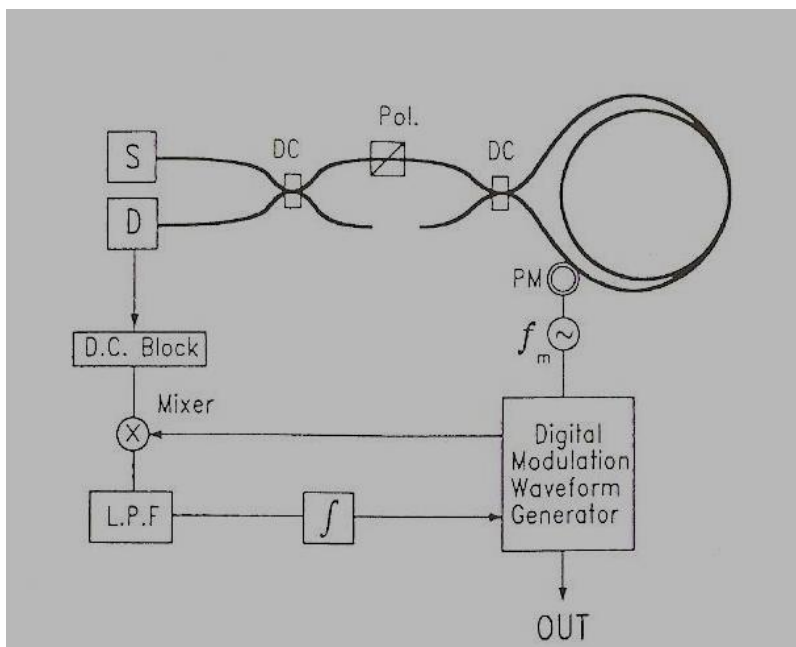 Pol.
S
DC
DC
D
PM
f m
~
D.C. Block
Mixer
X
Digital
Modulation
Waveform
Generator
L.P.F
∫
OUT